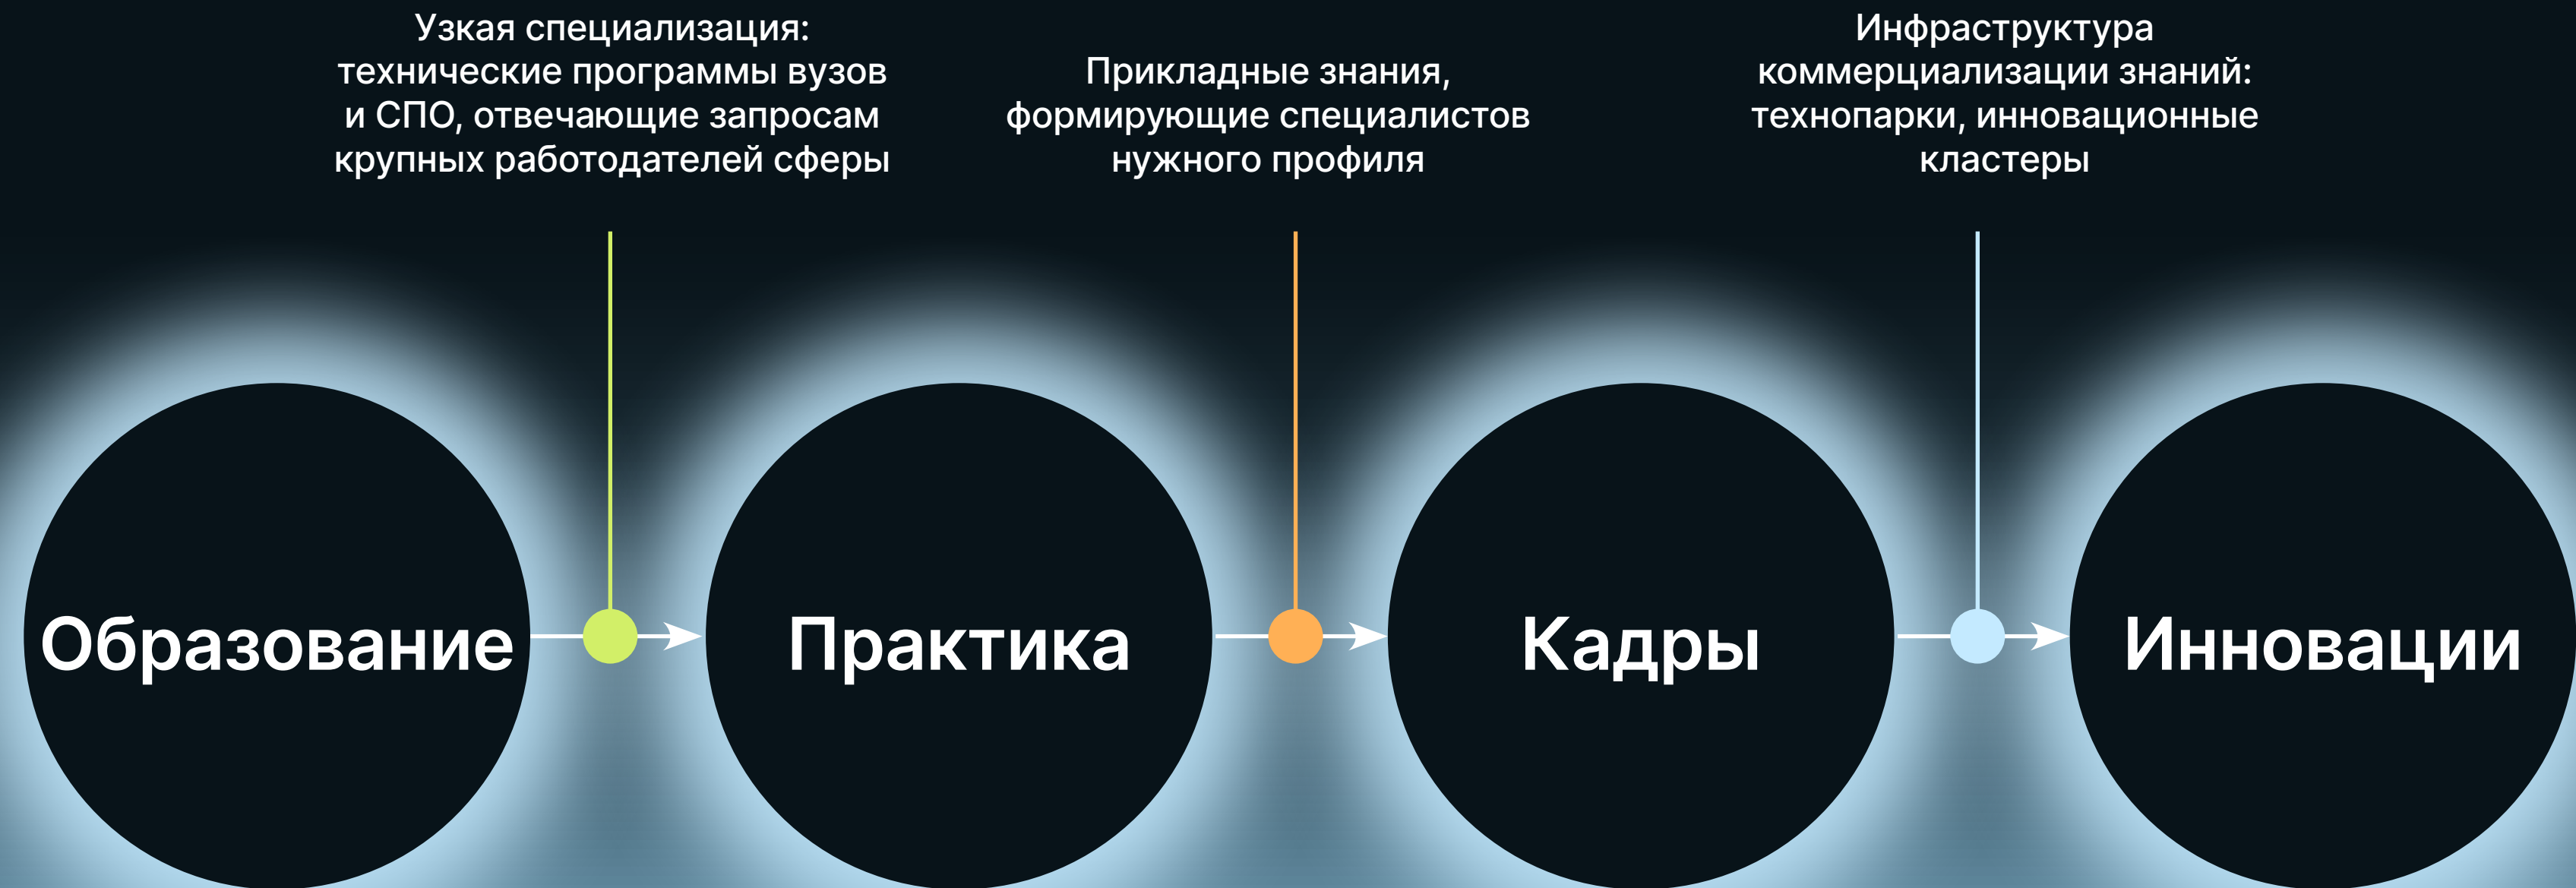 Узкая специализация:
технические программы вузов
и СПО, отвечающие запросам
крупных работодателей сферы
Прикладные знания,
формирующие специалистов
нужного профиля
Инфраструктура
коммерциализации знаний:
технопарки, инновационные
кластеры
Образование
Практика
Кадры
Инновации